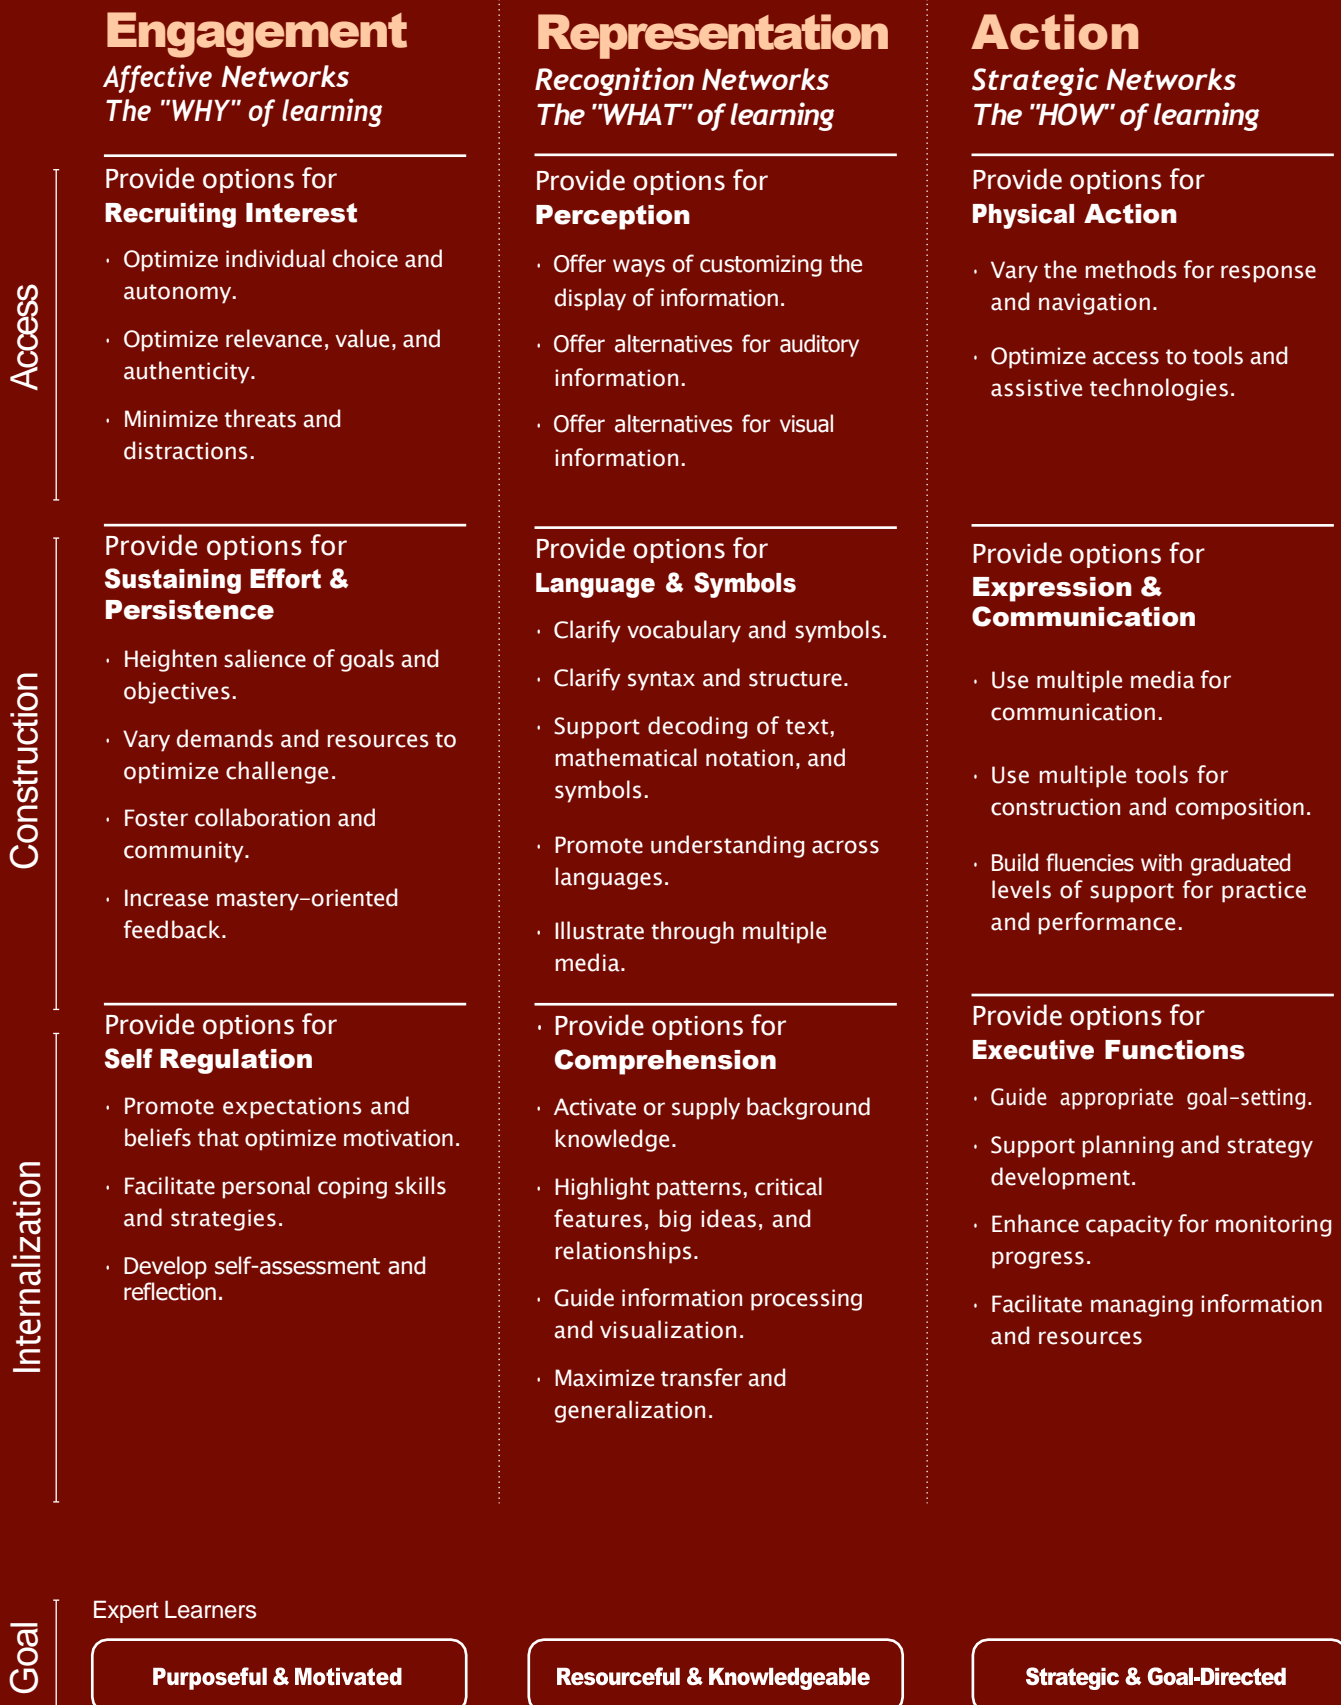 Engagement
Affective Networks
The "WHY" of learning
Access
Provide options for
Recruiting Interest
· Optimize individual choice and
autonomy.
· Optimize relevance, value, and
authenticity.
· Minimize threats and
distractions.
Construction
Provide options for
Sustaining Effort &
Persistence
· Heighten salience of goals and
objectives.
· Vary demands and resources to
optimize challenge.
· Foster collaboration and
community.
· Increase mastery-oriented
feedback.
Internalization
Provide options for
Self Regulation
· Promote expectations and
beliefs that optimize motivation.
· Facilitate personal coping skills
and strategies.
· Develop self-assessment and
reflection.
Representation
Recognition Networks
The "WHAT" of learning
Provide options for
Perception
· Offer ways of customizing the
display of information.
· Offer alternatives for auditory
information.
· Offer alternatives for visual
information.
Provide options for
Language & Symbols
· Clarify vocabulary and symbols.
· Clarify syntax and structure.
· Support decoding of text,
mathematical notation, and
symbols.
· Promote understanding across
languages.
· Illustrate through multiple
media.
· Provide options for
Comprehension
· Activate or supply background
knowledge.
· Highlight patterns, critical
features, big ideas, and
relationships.
· Guide information processing
and visualization.
· Maximize transfer and
generalization.
Action
Strategic Networks
The "HOW" of learning
Provide options for
Physical Action
· Vary the methods for response
and navigation.
· Optimize access to tools and
assistive technologies.
Provide options for
Expression &
Communication
· Use multiple media for
communication.
· Use multiple tools for
construction and composition.
· Build fluencies with graduated
levels of support for practice
and performance.
Provide options for
Executive Functions
· Guide appropriate goal-setting.
· Support planning and strategy
development.
· Enhance capacity for monitoring
progress.
· Facilitate managing information
and resources
Goal
Expert Learners
Purposeful & Motivated
Resourceful & Knowledgeable
Strategic & Goal-Directed